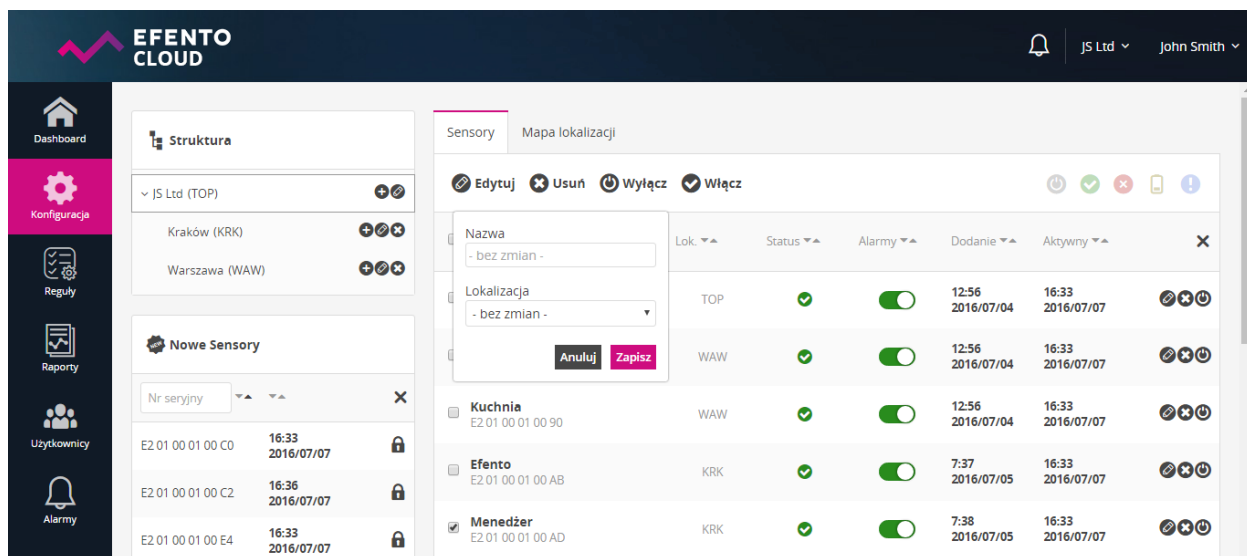 EFENTO
CLOUD
JS Ltd
John Smith
Dashboard
Konfiguracja
Reguły
Raporty
Użytkownicy
Alarmy
Struktura
JS Ltd (TOP)
Kraków (KRK)
Warszawa (WAW)
NEW Nowe Sensory
Nr seryjny
E2 01 00 01 00 C0 16:33
2016/07/07
E2 01 00 01 00 C2 16:36
2016/07/07
E2 01 00 01 00 E4 16:33
2016/07/07
Sensory Mapa lokalizacji
Edytuj Usuń Wyłącz Włącz
Nazwa
- bez zmian -
Lokalizacja
- bez zmian -
Anuluj Zapisz
Lok. Status Alarmy Dodanie Aktywny
TOP 12:56 16:33
2016/07/04 2016/07/07
WAW 12:56 16:33
2016/07/04 2016/07/07
Kuchnia
E2 01 00 01 00 90 WAW 12:56 16:33
2016/07/04 2016/07/07
Efento
E2 01 00 01 00 AB KRK 7:37 16:33
2016/07/05 2016/07/07
Menedżer
E2 01 00 01 00 AD KRK 7:38 16:33
2016/07/05 2016/07/07